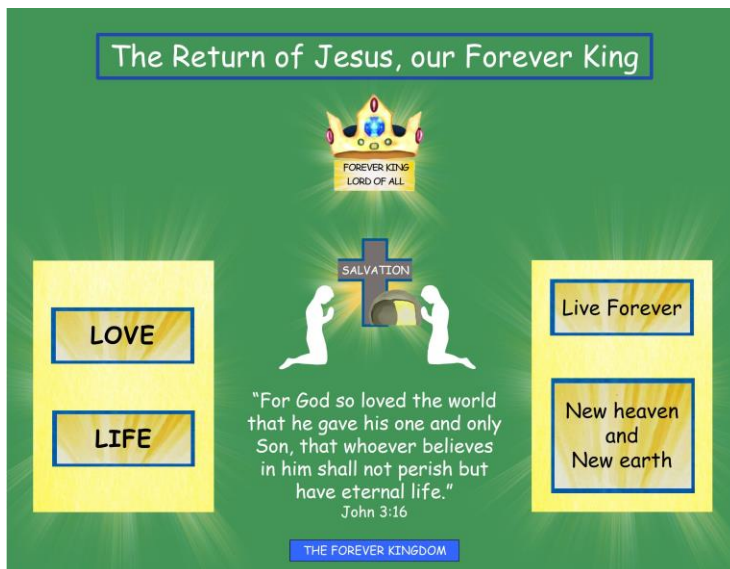 The Return of Jesus, our Forever King
FOREVER KING
LORD OF ALL
SALVATION
LOVE
LIFE
"For God so loved the world
that he gave his one and only
Son, that whoever believes
in him shall not perish but
have eternal life."
John 3:16
Live Forever
New heaven
and
New earth
THE FOREVER KINGDOM